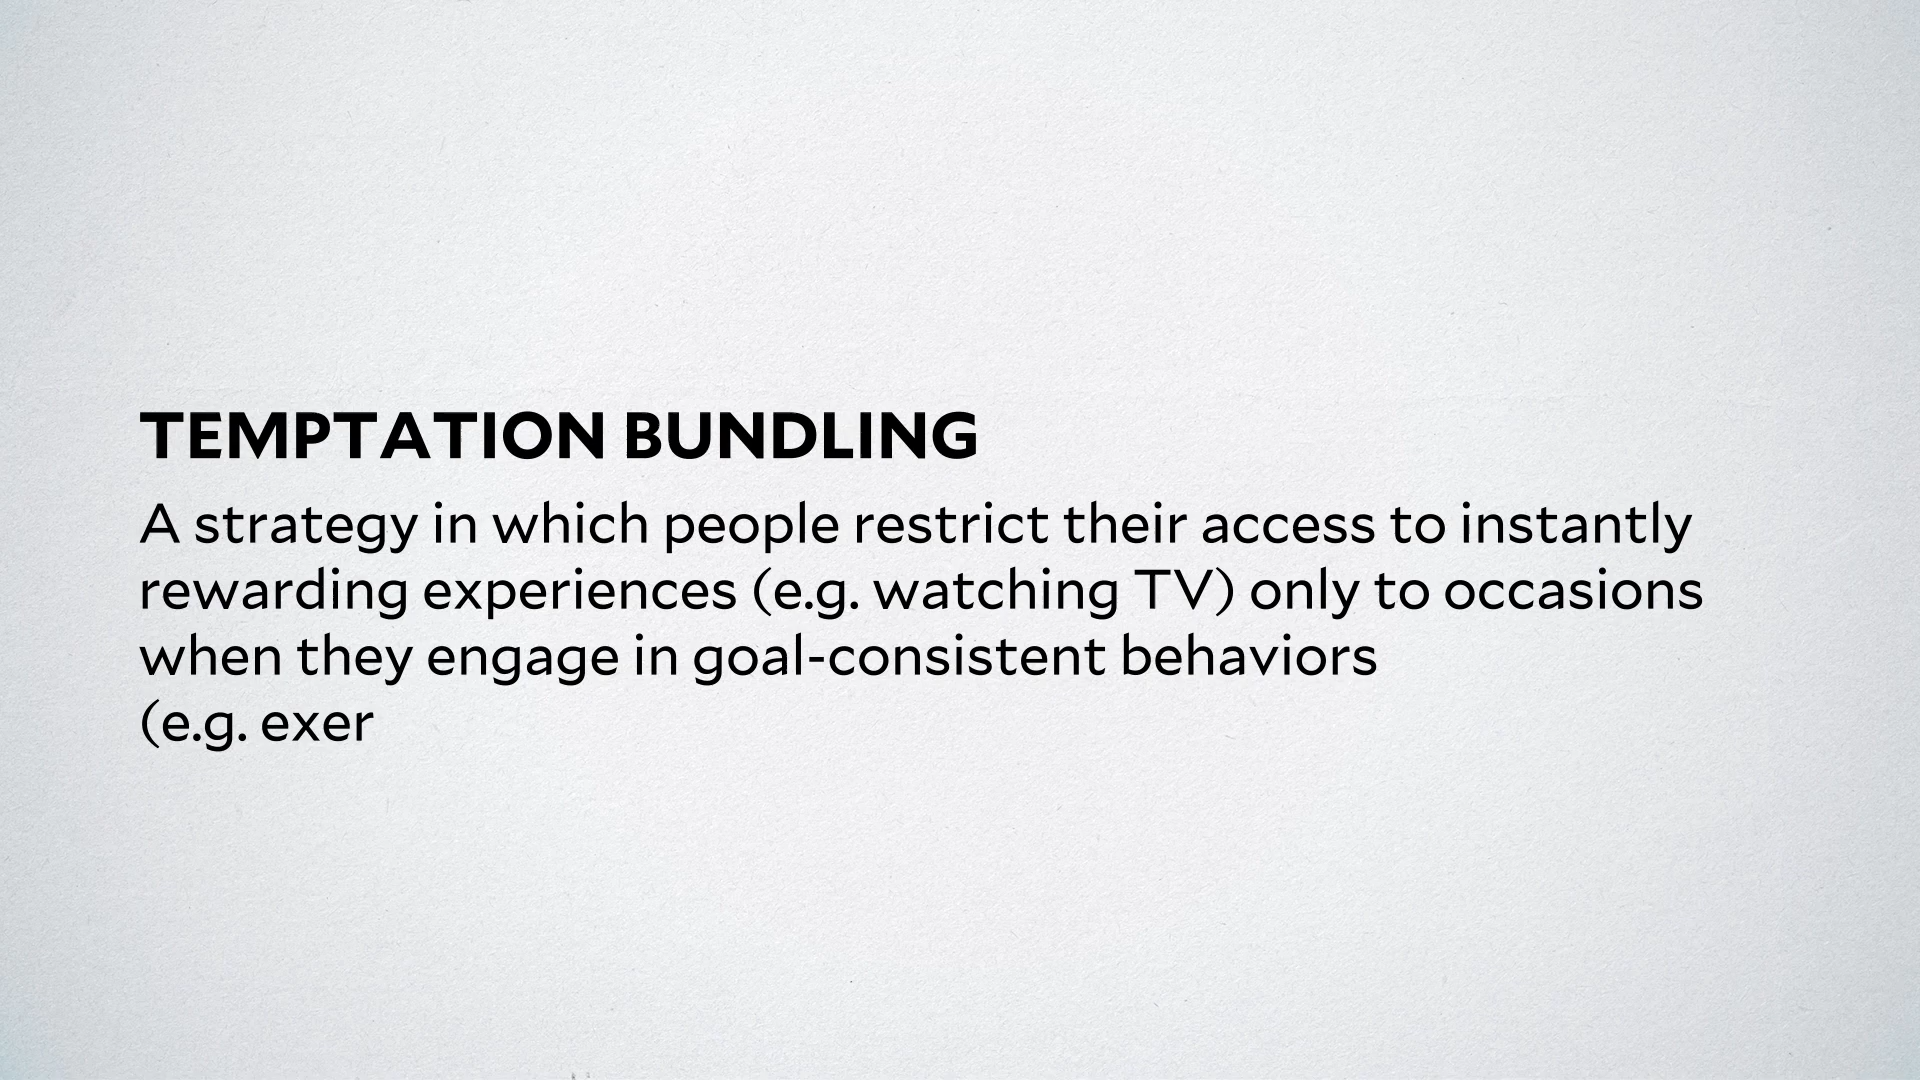 TEMPTATION BUNDLING
A strategy in which people restrict their access to instantly
rewarding experiences (e.g. watching TV) only to occasions
when they engage in goal-consistent behaviors
(e.g. exer